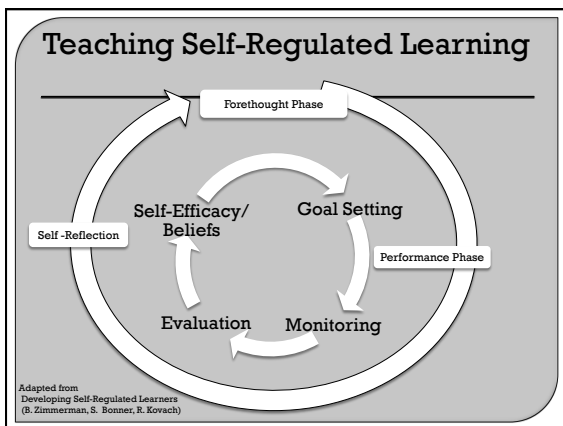 Teaching Self-Regulated Learning
Forethought Phase
Self-Efficacy/
Beliefs
Goal Setting
Self -Reflection
Performance Phase
Evaluation
Monitoring
Adapted from
Developing Self-Regulated Learners
(B. Zimmerman, S. Bonner, R. Kovach)